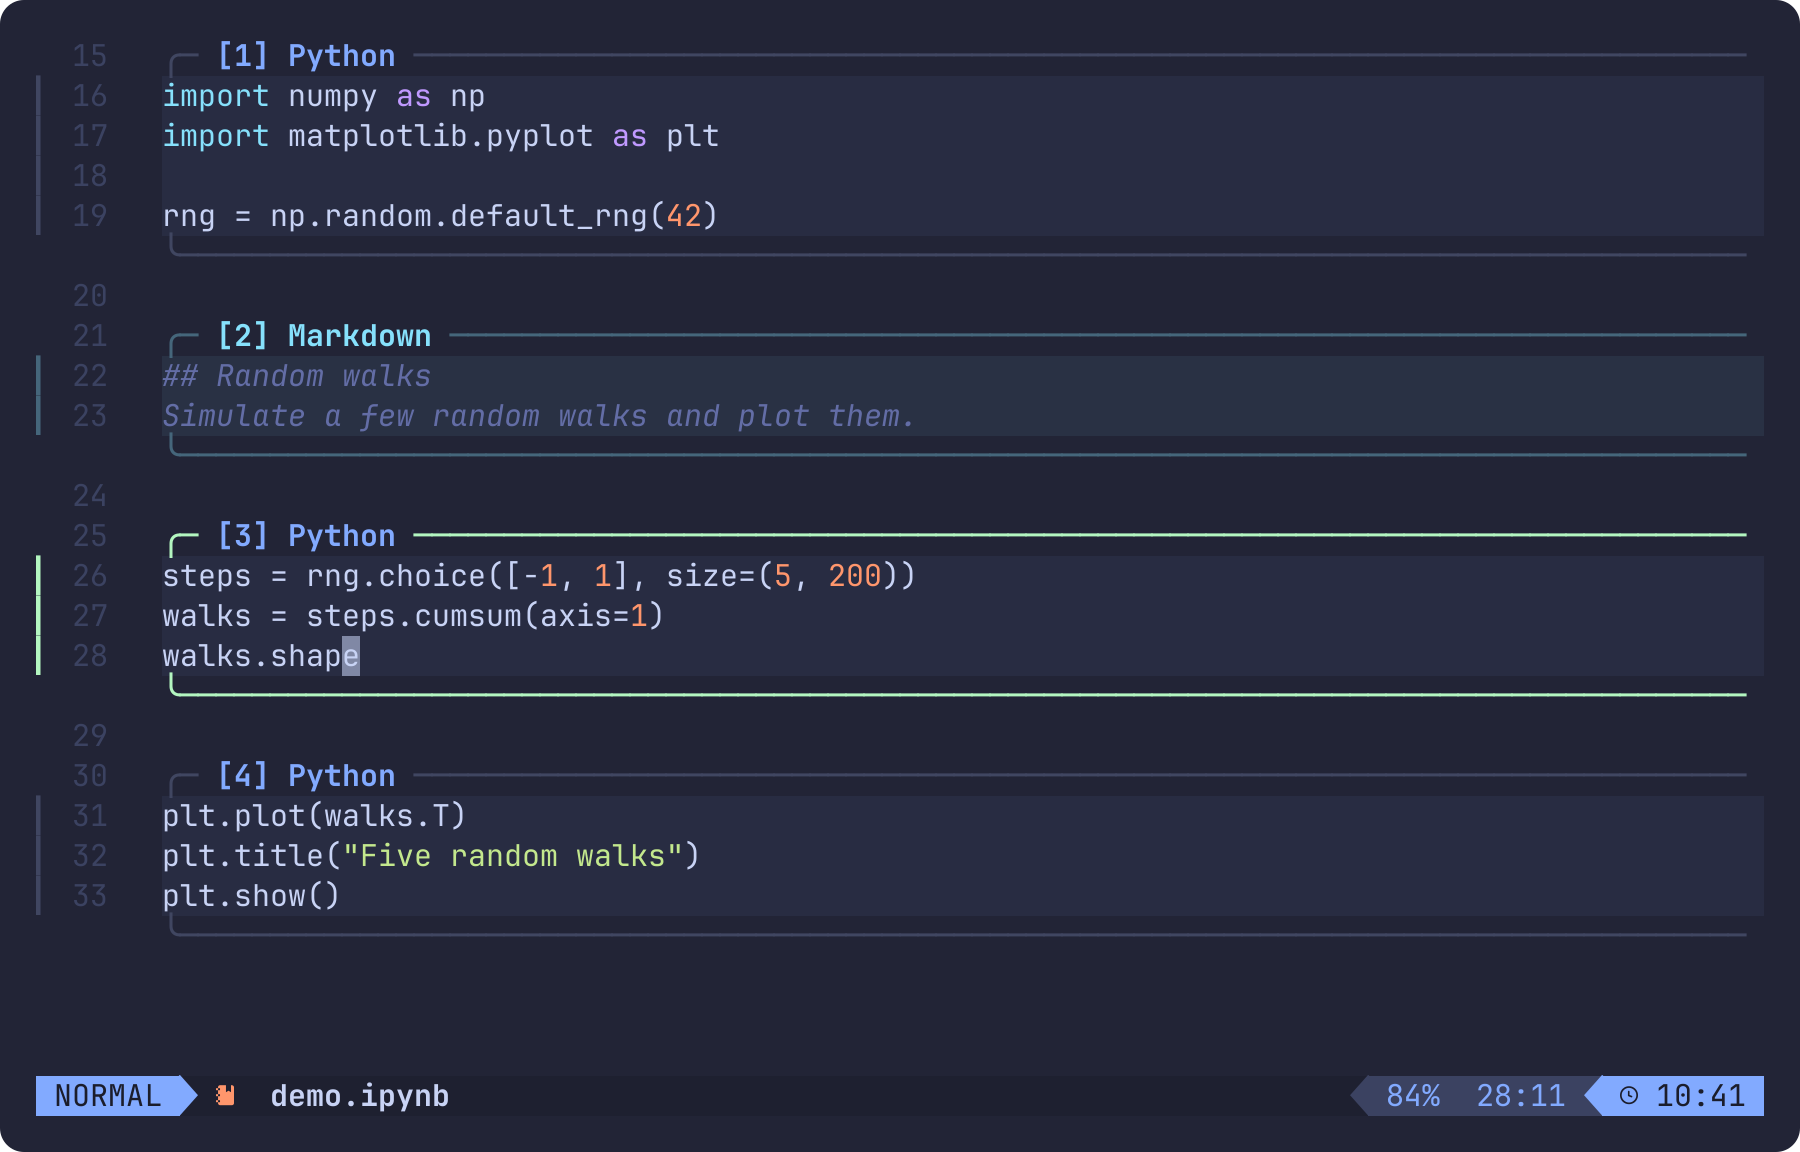 15 [1] Python
16 import numpy as np
17 import matplotlib.pyplot as plt
18
19 rng = np.random.default_rng(42)
20
21 [2] Markdown
22 ## Random walks
23 Simulate a few random walks and plot them.
24
25 [3] Python
26 steps = rng.choice([-1, 1], size=(5, 200))
27 walks = steps.cumsum(axis=1)
28 walks.shape
29
30 [4] Python
31 plt.plot(walks.T)
32 plt.title("Five random walks")
33 plt.show()
NORMAL demo.ipynb 84% 28:11 10:41